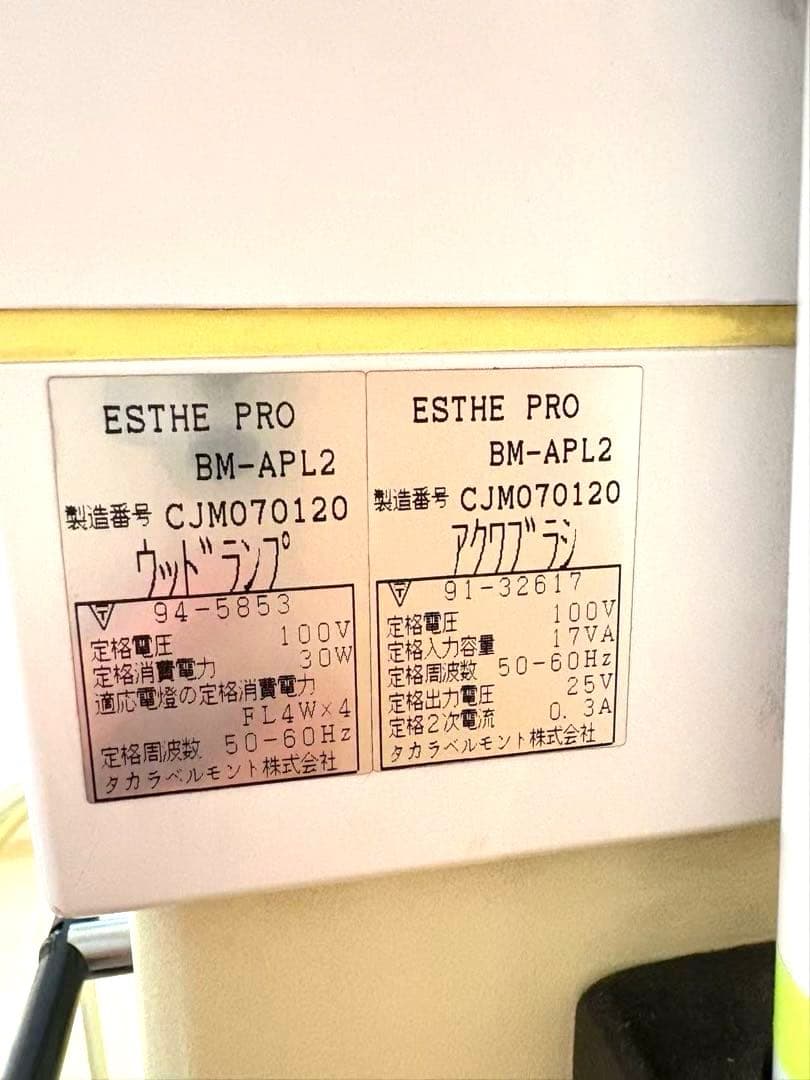 ESTHE PRO
BM-APL2
製造番号 CJM070120
ウッドランプ
〒 94-5853
定格電圧 100V
定格消費電力 30W
適応電燈の定格消費電力
FL4W×4
定格周波数 50-60Hz
タカラベルモント株式会社
ESTHE PRO
BM-APL2
製造番号 CJM070120
アクワブラシ
〒 91-32617
定格電圧 100V
定格入力容量 17VA
定格周波数 50-60Hz
定格出力電圧 25V
定格2次電流 0.3A
タカラベルモント株式会社